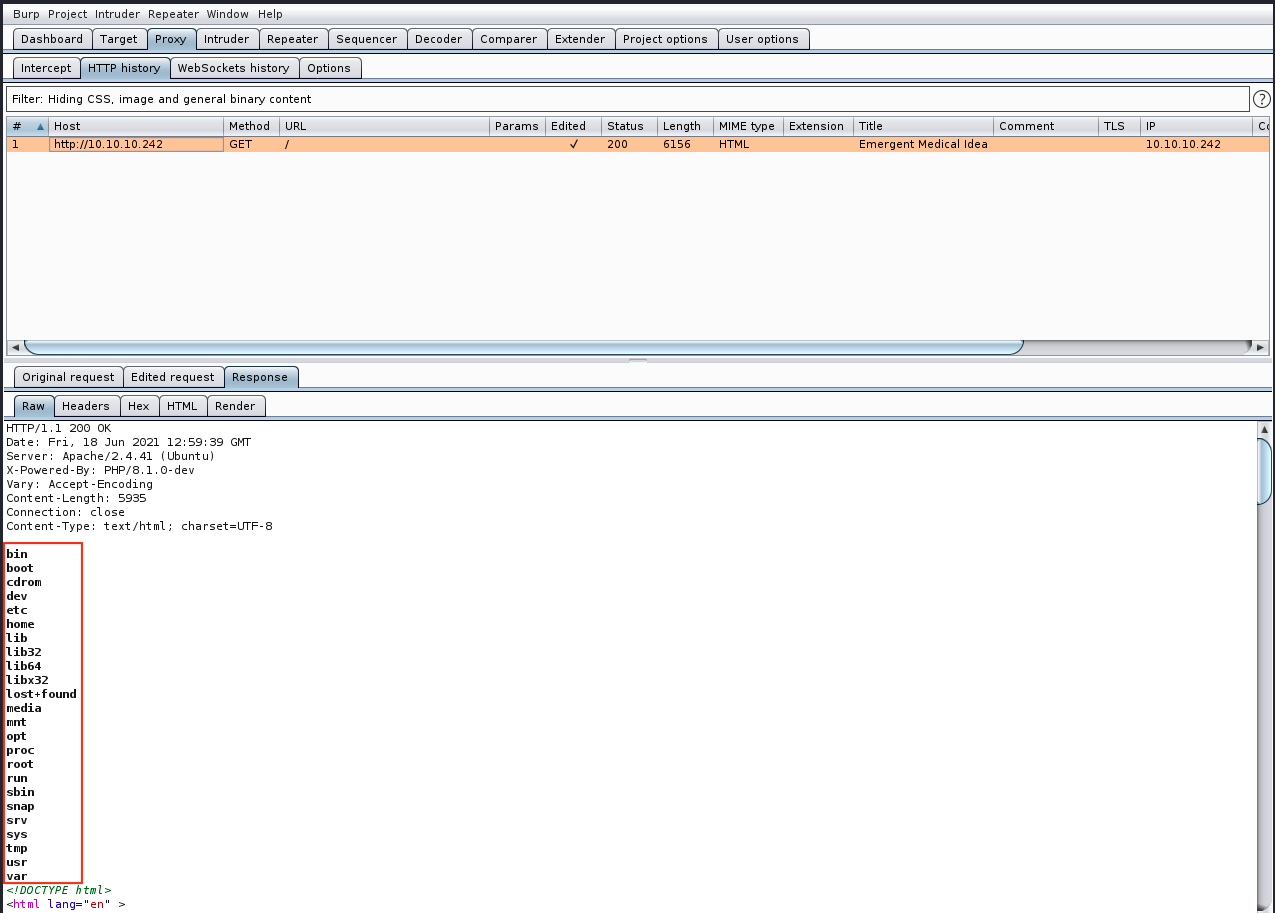 Burp Project Intruder Repeater Window Help
Dashboard Target Proxy Intruder Repeater Sequencer Decoder Comparer Extender Project options User options
Intercept HTTP history WebSockets history Options
Filter: Hiding CSS, image and general binary content ?
# ▲ Host Method URL Params Edited Status Length MIME type Extension Title Comment TLS IP Co
1 http://10.10.10.242 GET / ✓ 200 6156 HTML Emergent Medical Idea 10.10.10.242
Original request Edited request Response
Raw Headers Hex HTML Render
HTTP/1.1 200 OK
Date: Fri, 18 Jun 2021 12:59:39 GMT
Server: Apache/2.4.41 (Ubuntu)
X-Powered-By: PHP/8.1.0-dev
Vary: Accept-Encoding
Content-Length: 5935
Connection: close
Content-Type: text/html; charset=UTF-8
bin
boot
cdrom
dev
etc
home
lib
lib32
lib64
libx32
lost+found
media
mnt
opt
proc
root
run
sbin
snap
srv
sys
tmp
usr
var
<!DOCTYPE html>
<html lang="en" >